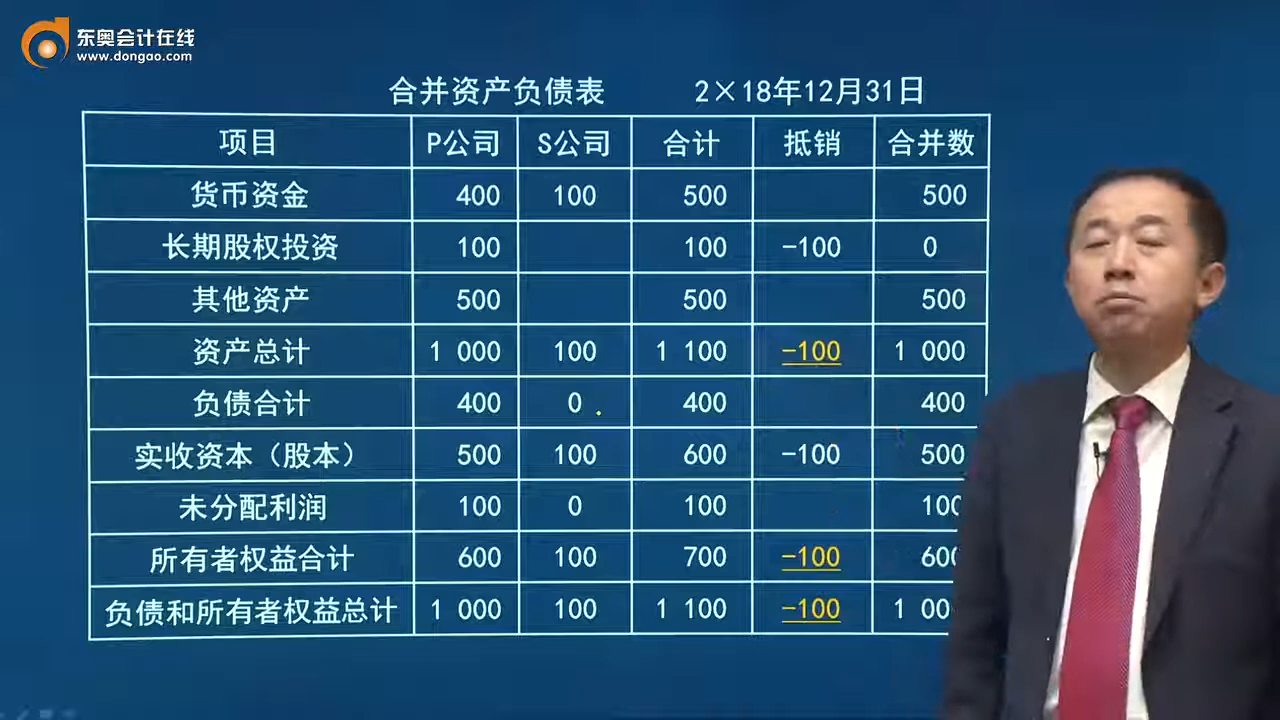 东奥会计在线
www.dongao.com
合并资产负债表 2×18年12月31日
项目 P公司 S公司 合计 抵销 合并数
货币资金 400 100 500 500
长期股权投资 100 100 -100 0
其他资产 500 500 500
资产总计 1 000 100 1 100 -100 1 000
负债合计 400 0 400 400
实收资本（股本） 500 100 600 -100 500
未分配利润 100 0 100 100
所有者权益合计 600 100 700 -100 600
负债和所有者权益总计 1 000 100 1 100 -100 1 00